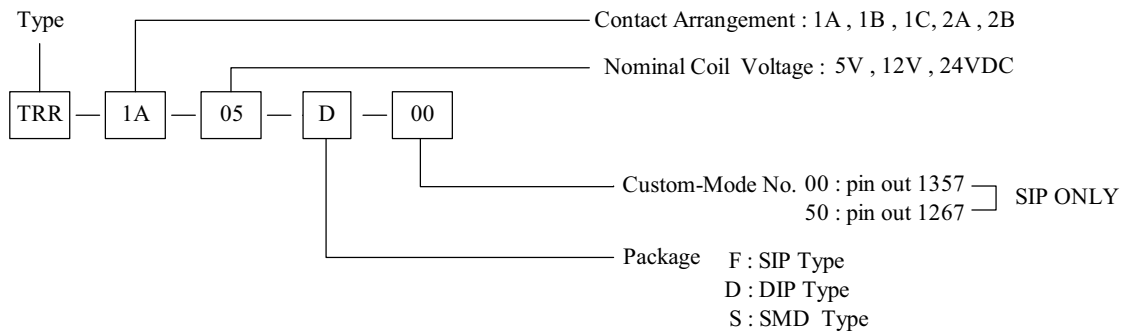 Type
Contact Arrangement : 1A , 1B , 1C, 2A , 2B
Nominal Coil Voltage : 5V , 12V , 24VDC
TRR — 1A — 05 — D — 00
Custom-Mode No. 00 : pin out 1357
50 : pin out 1267
SIP ONLY
Package F : SIP Type
D : DIP Type
S : SMD Type